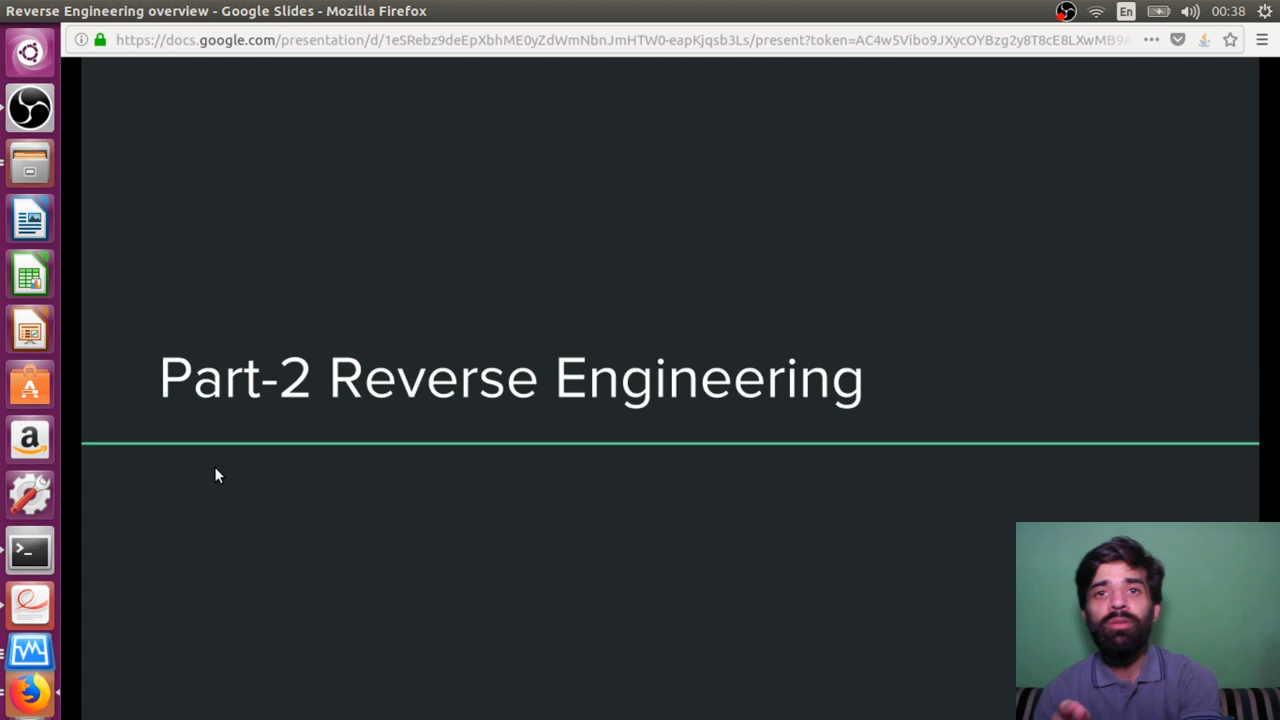 Reverse Engineering overview - Google Slides - Mozilla Firefox
En
00:38
https://docs.google.com/presentation/d/1eSRebz9deEpXbhME0yZdWmNbnJmHTW0-eapKjqsb3Ls/present?token=AC4w5Vibo9JXycOYBzg2y8T8cE8LXwMB9A
Part-2 Reverse Engineering